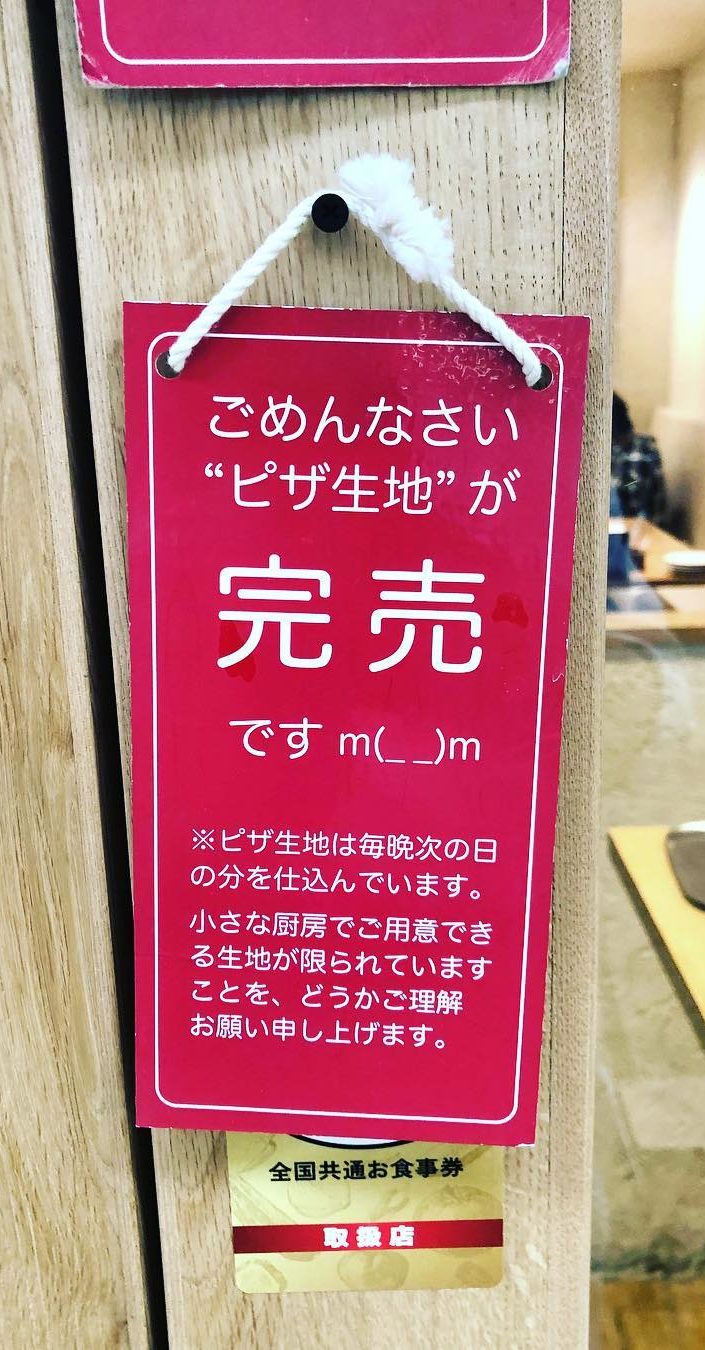 ごめんなさい
“ピザ生地”が
完売
です m(_ _)m
※ピザ生地は毎晩次の日
の分を仕込んでいます。
小さな厨房でご用意でき
る生地が限られています
ことを、どうかご理解
お願い申し上げます。
全国共通お食事券
取扱店